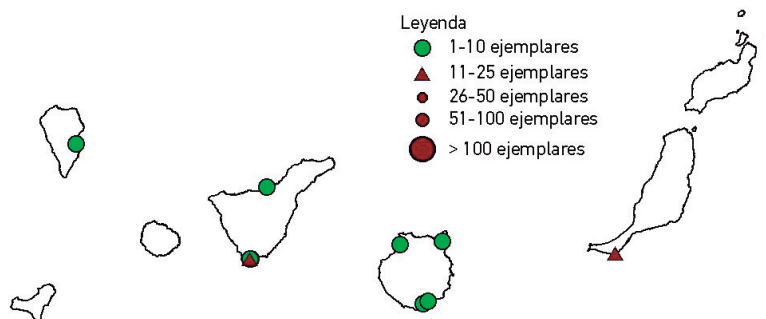 Leyenda
1-10 ejemplares
11-25 ejemplares
26-50 ejemplares
51-100 ejemplares
> 100 ejemplares